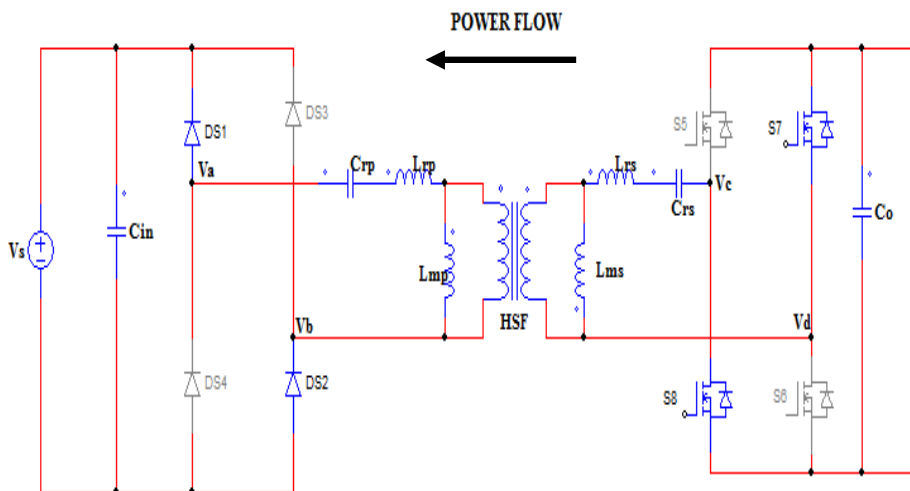 POWER FLOW
DS3
S5
S7
DS1
Va
Crp
Lrp
Lrs
Vc
Crs
Co
Cin
Vs
Lmp
Lms
HSF
Vb
Vd
DS4
DS2
S8
S6